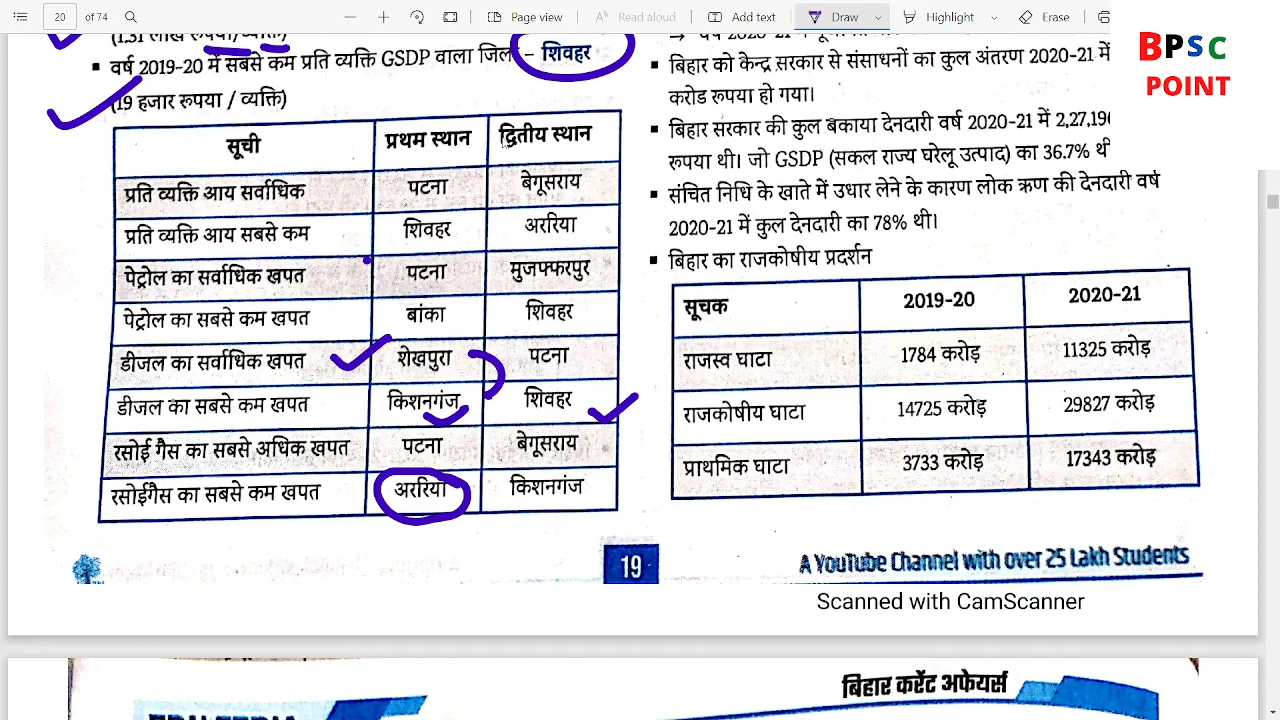 20 of 74
Page view
Read aloud
Add text
Draw
Highlight
Erase
BPSC
POINT
(1.31 लाख रूपया/व्यक्ति)
▪ वर्ष 2019-20 में सबसे कम प्रति व्यक्ति GSDP वाला जिला – शिवहर
(19 हजार रूपया / व्यक्ति)
सूची प्रथम स्थान द्वितीय स्थान
प्रति व्यक्ति आय सर्वाधिक पटना बेगूसराय
प्रति व्यक्ति आय सबसे कम शिवहर अररिया
पेट्रोल का सर्वाधिक खपत पटना मुजफ्फरपुर
पेट्रोल का सबसे कम खपत बांका शिवहर
डीजल का सर्वाधिक खपत शेखपुरा पटना
डीजल का सबसे कम खपत किशनगंज शिवहर
रसोई गैस का सबसे अधिक खपत पटना बेगूसराय
रसोईगैस का सबसे कम खपत अररिया किशनगंज
▪ बिहार को केन्द्र सरकार से संसाधनों का कुल अंतरण 2020-21 में
करोड रूपया हो गया।
▪ बिहार सरकार की कुल बकाया देनदारी वर्ष 2020-21 में 2,27,19
रूपया थी। जो GSDP (सकल राज्य घरेलू उत्पाद) का 36.7% थी
▪ संचित निधि के खाते में उधार लेने के कारण लोक ऋण की देनदारी वर्ष
2020-21 में कुल देनदारी का 78% थी।
▪ बिहार का राजकोषीय प्रदर्शन
सूचक 2019-20 2020-21
राजस्व घाटा 1784 करोड़ 11325 करोड़
राजकोषीय घाटा 14725 करोड़ 29827 करोड़
प्राथमिक घाटा 3733 करोड़ 17343 करोड़
19
A YouTube Channel with over 25 Lakh Students
Scanned with CamScanner
बिहार करेंट अफेयर्स